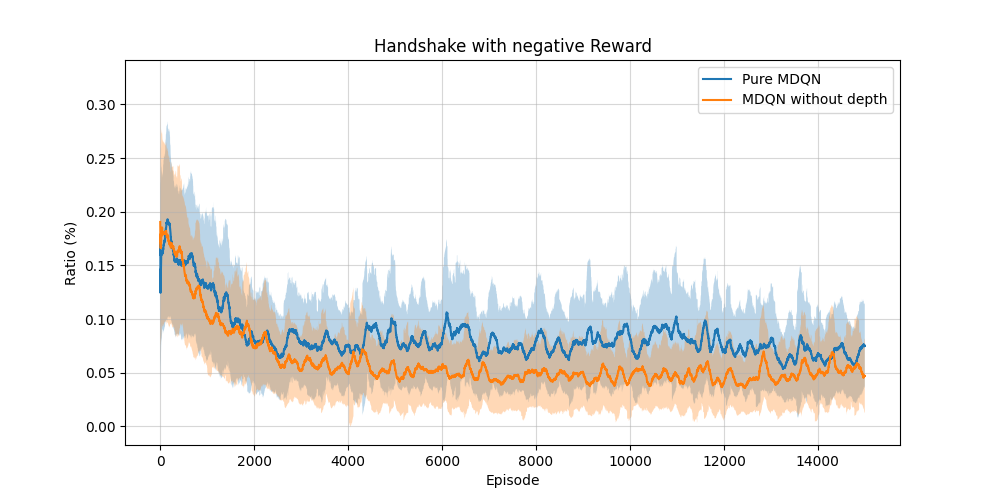 Handshake with negative Reward
Pure MDQN
MDQN without depth
Ratio (%)
0.30
0.25
0.20
0.15
0.10
0.05
0.00
0 2000 4000 6000 8000 10000 12000 14000
Episode